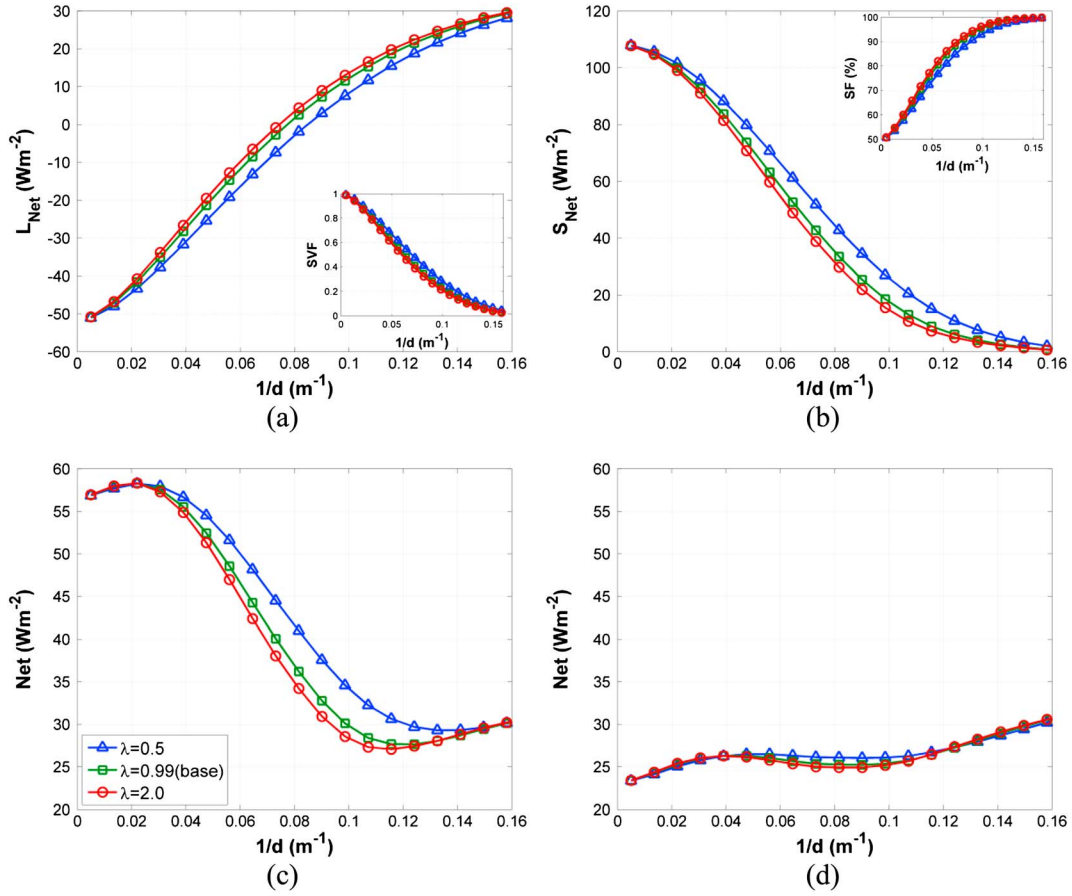 30
20
10
0
-10
-20
-30
-40
-50
-60
L_Net (Wm⁻²)
1
0.8
0.6
0.4
0.2
0
SVF
0 0.05 0.1 0.15
1/d (m⁻¹)
0 0.02 0.04 0.06 0.08 0.1 0.12 0.14 0.16
1/d (m⁻¹)
(a)
120
100
80
60
40
20
0
S_Net (Wm⁻²)
100
90
80
70
60
50
SF (%)
0 0.05 0.1 0.15
1/d (m⁻¹)
0 0.02 0.04 0.06 0.08 0.1 0.12 0.14 0.16
1/d (m⁻¹)
(b)
60
55
50
45
40
35
30
25
20
Net (Wm⁻²)
λ=0.5
λ=0.99(base)
λ=2.0
0 0.02 0.04 0.06 0.08 0.1 0.12 0.14 0.16
1/d (m⁻¹)
(c)
60
55
50
45
40
35
30
25
20
Net (Wm⁻²)
0 0.02 0.04 0.06 0.08 0.1 0.12 0.14 0.16
1/d (m⁻¹)
(d)